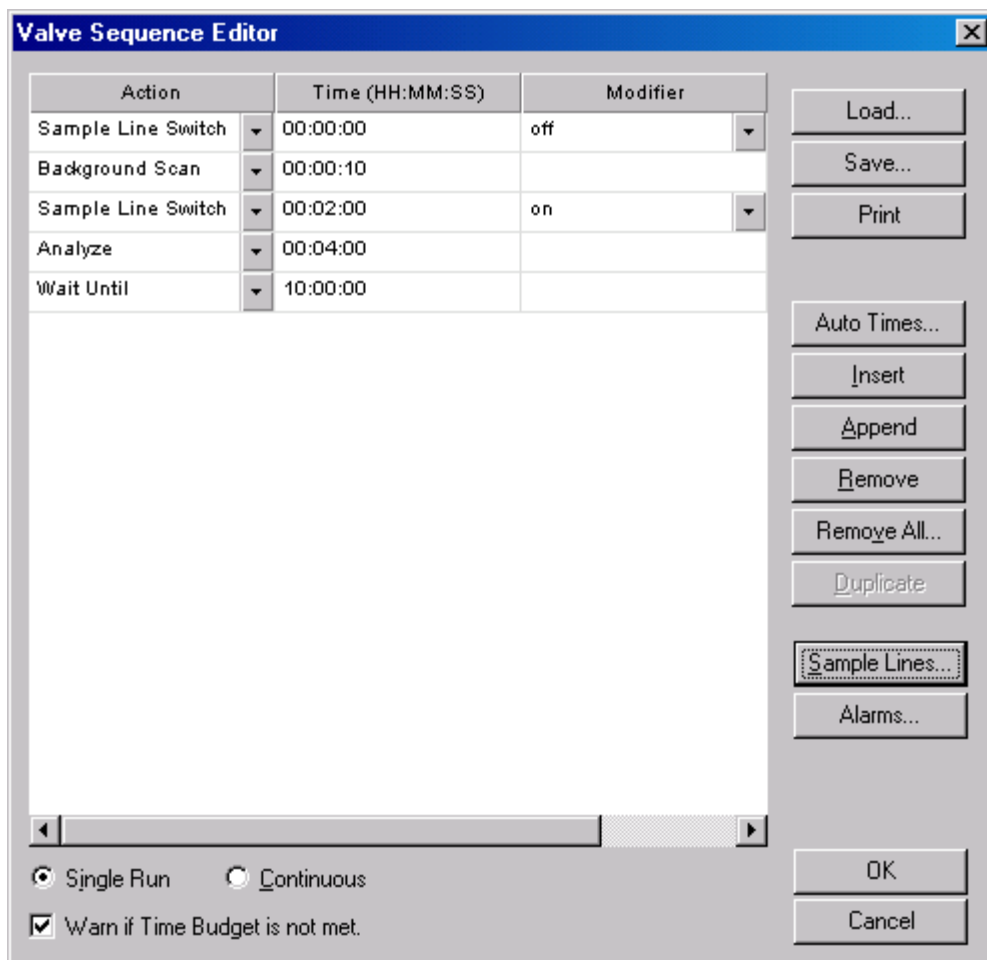 Valve Sequence Editor
Action Time (HH:MM:SS) Modifier
Sample Line Switch 00:00:00 off
Background Scan 00:00:10
Sample Line Switch 00:02:00 on
Analyze 00:04:00
Wait Until 10:00:00
Load...
Save...
Print
Auto Times...
Insert
Append
Remove
Remove All...
Duplicate
Sample Lines...
Alarms...
Single Run Continuous
Warn if Time Budget is not met.
OK
Cancel